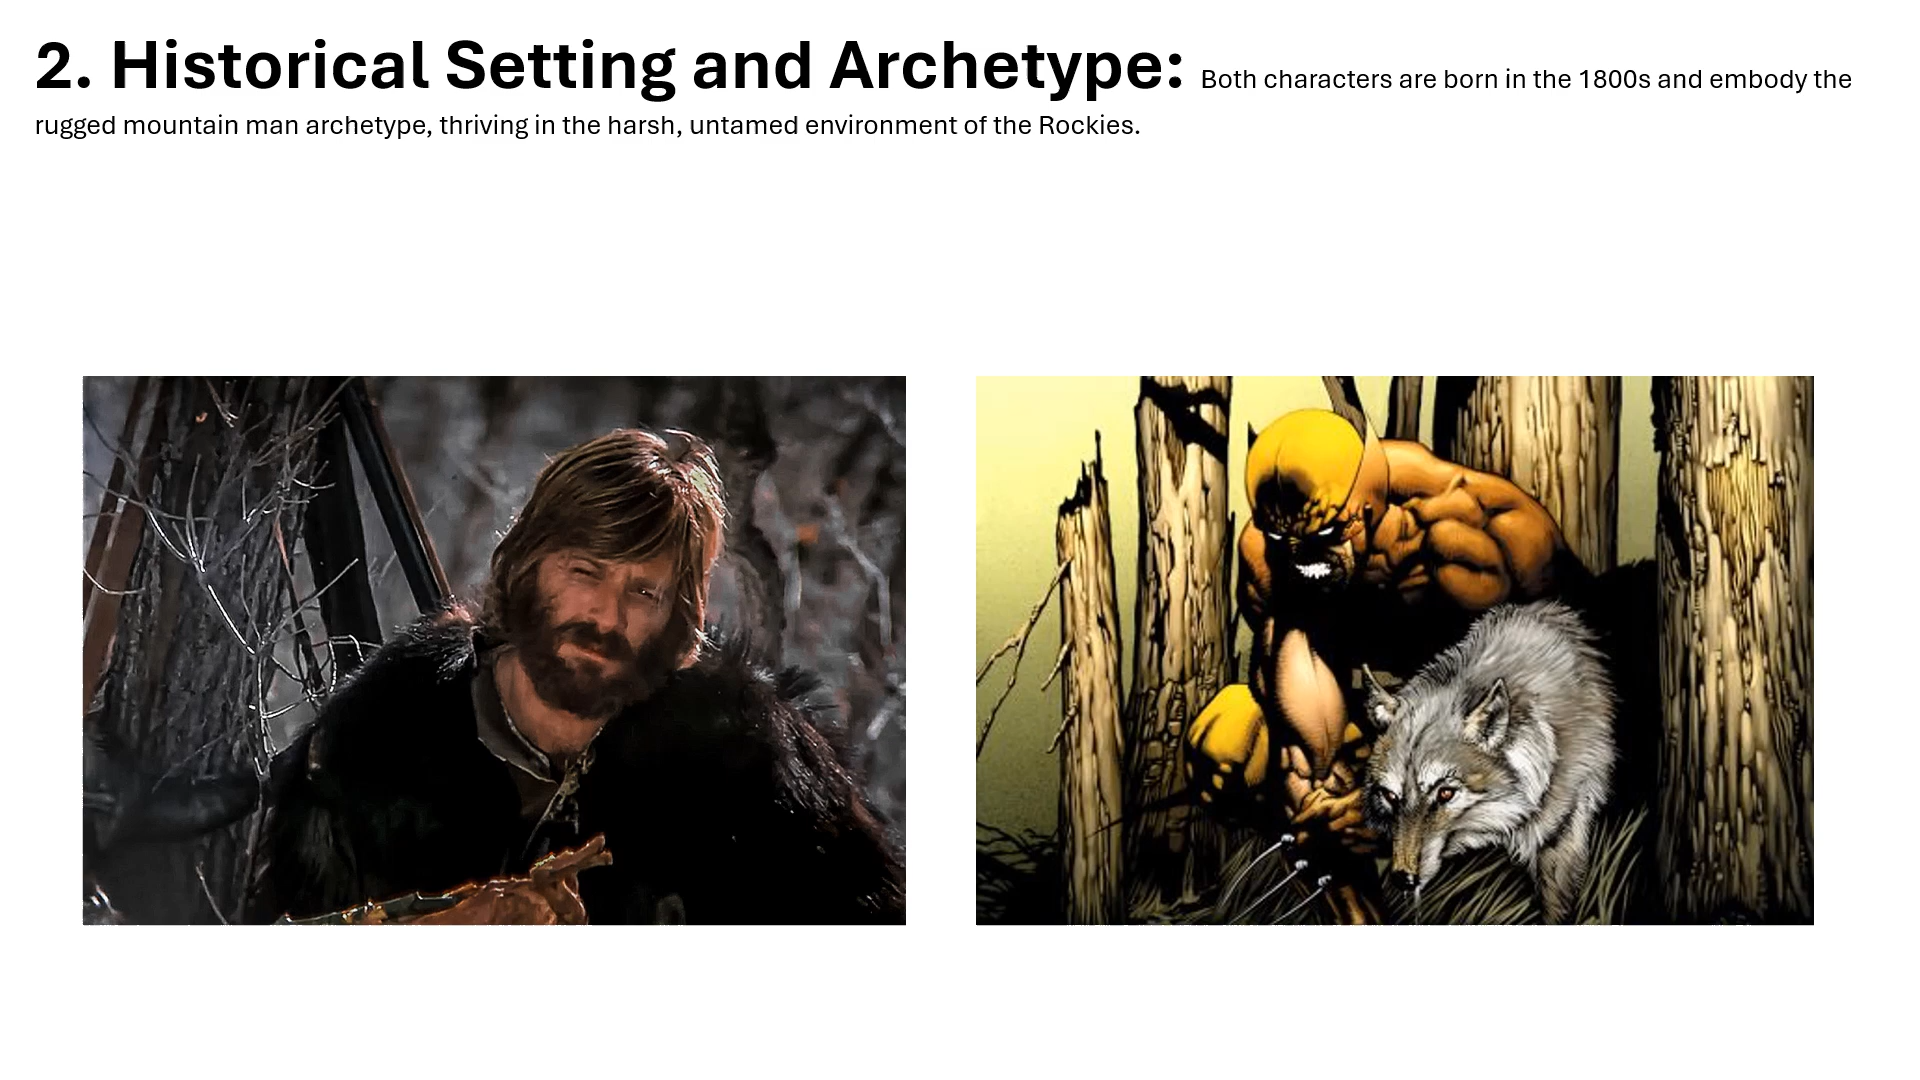 2. Historical Setting and Archetype: Both characters are born in the 1800s and embody the
rugged mountain man archetype, thriving in the harsh, untamed environment of the Rockies.